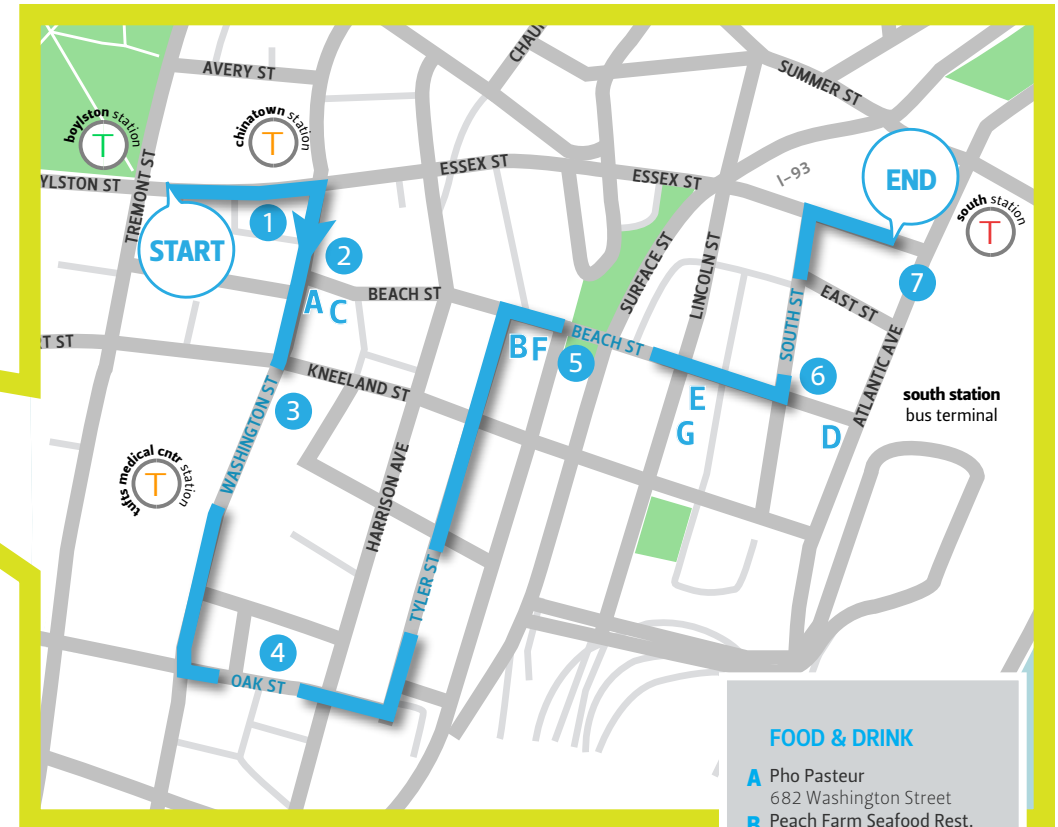 AVERY ST
CHAU
SUMMER ST
boylston station
T
chinatown station
T
YLSTON ST
TREMONT ST
ESSEX ST
ESSEX ST
I-93
END
south station
T
START
1
2
A
C
BEACH ST
SURFACE ST
LINCOLN ST
SOUTH ST
EAST ST
7
ATLANTIC AVE
B F
5
BEACH ST
6
T ST
KNEELAND ST
E
G
D
south station
bus terminal
WASHINGTON ST
3
HARRISON AVE
tufts medical cntr station
T
TYLER ST
4
OAK ST
FOOD & DRINK
A Pho Pasteur
682 Washington Street
B Peach Farm Seafood Rest.